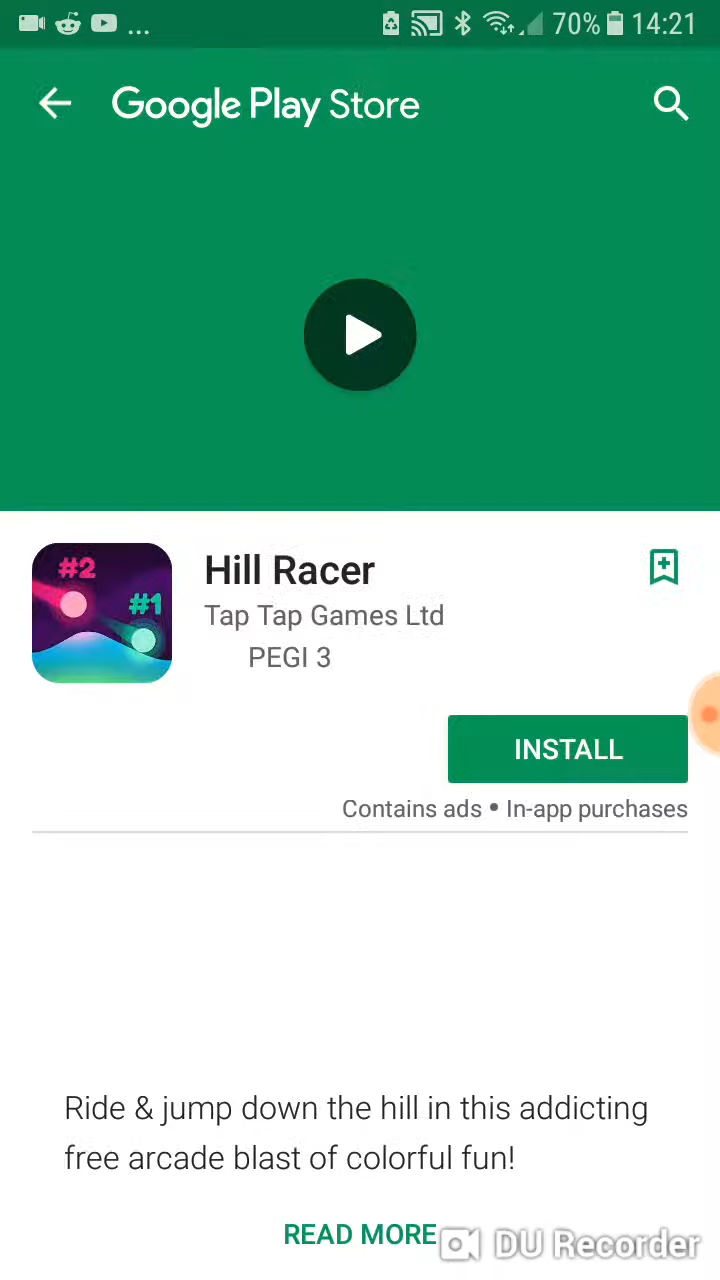 ... 70% 14:21
Google Play Store
#2
#1
Hill Racer
Tap Tap Games Ltd
PEGI 3
INSTALL
Contains ads • In-app purchases
Ride & jump down the hill in this addicting
free arcade blast of colorful fun!
READ MORE
DU Recorder